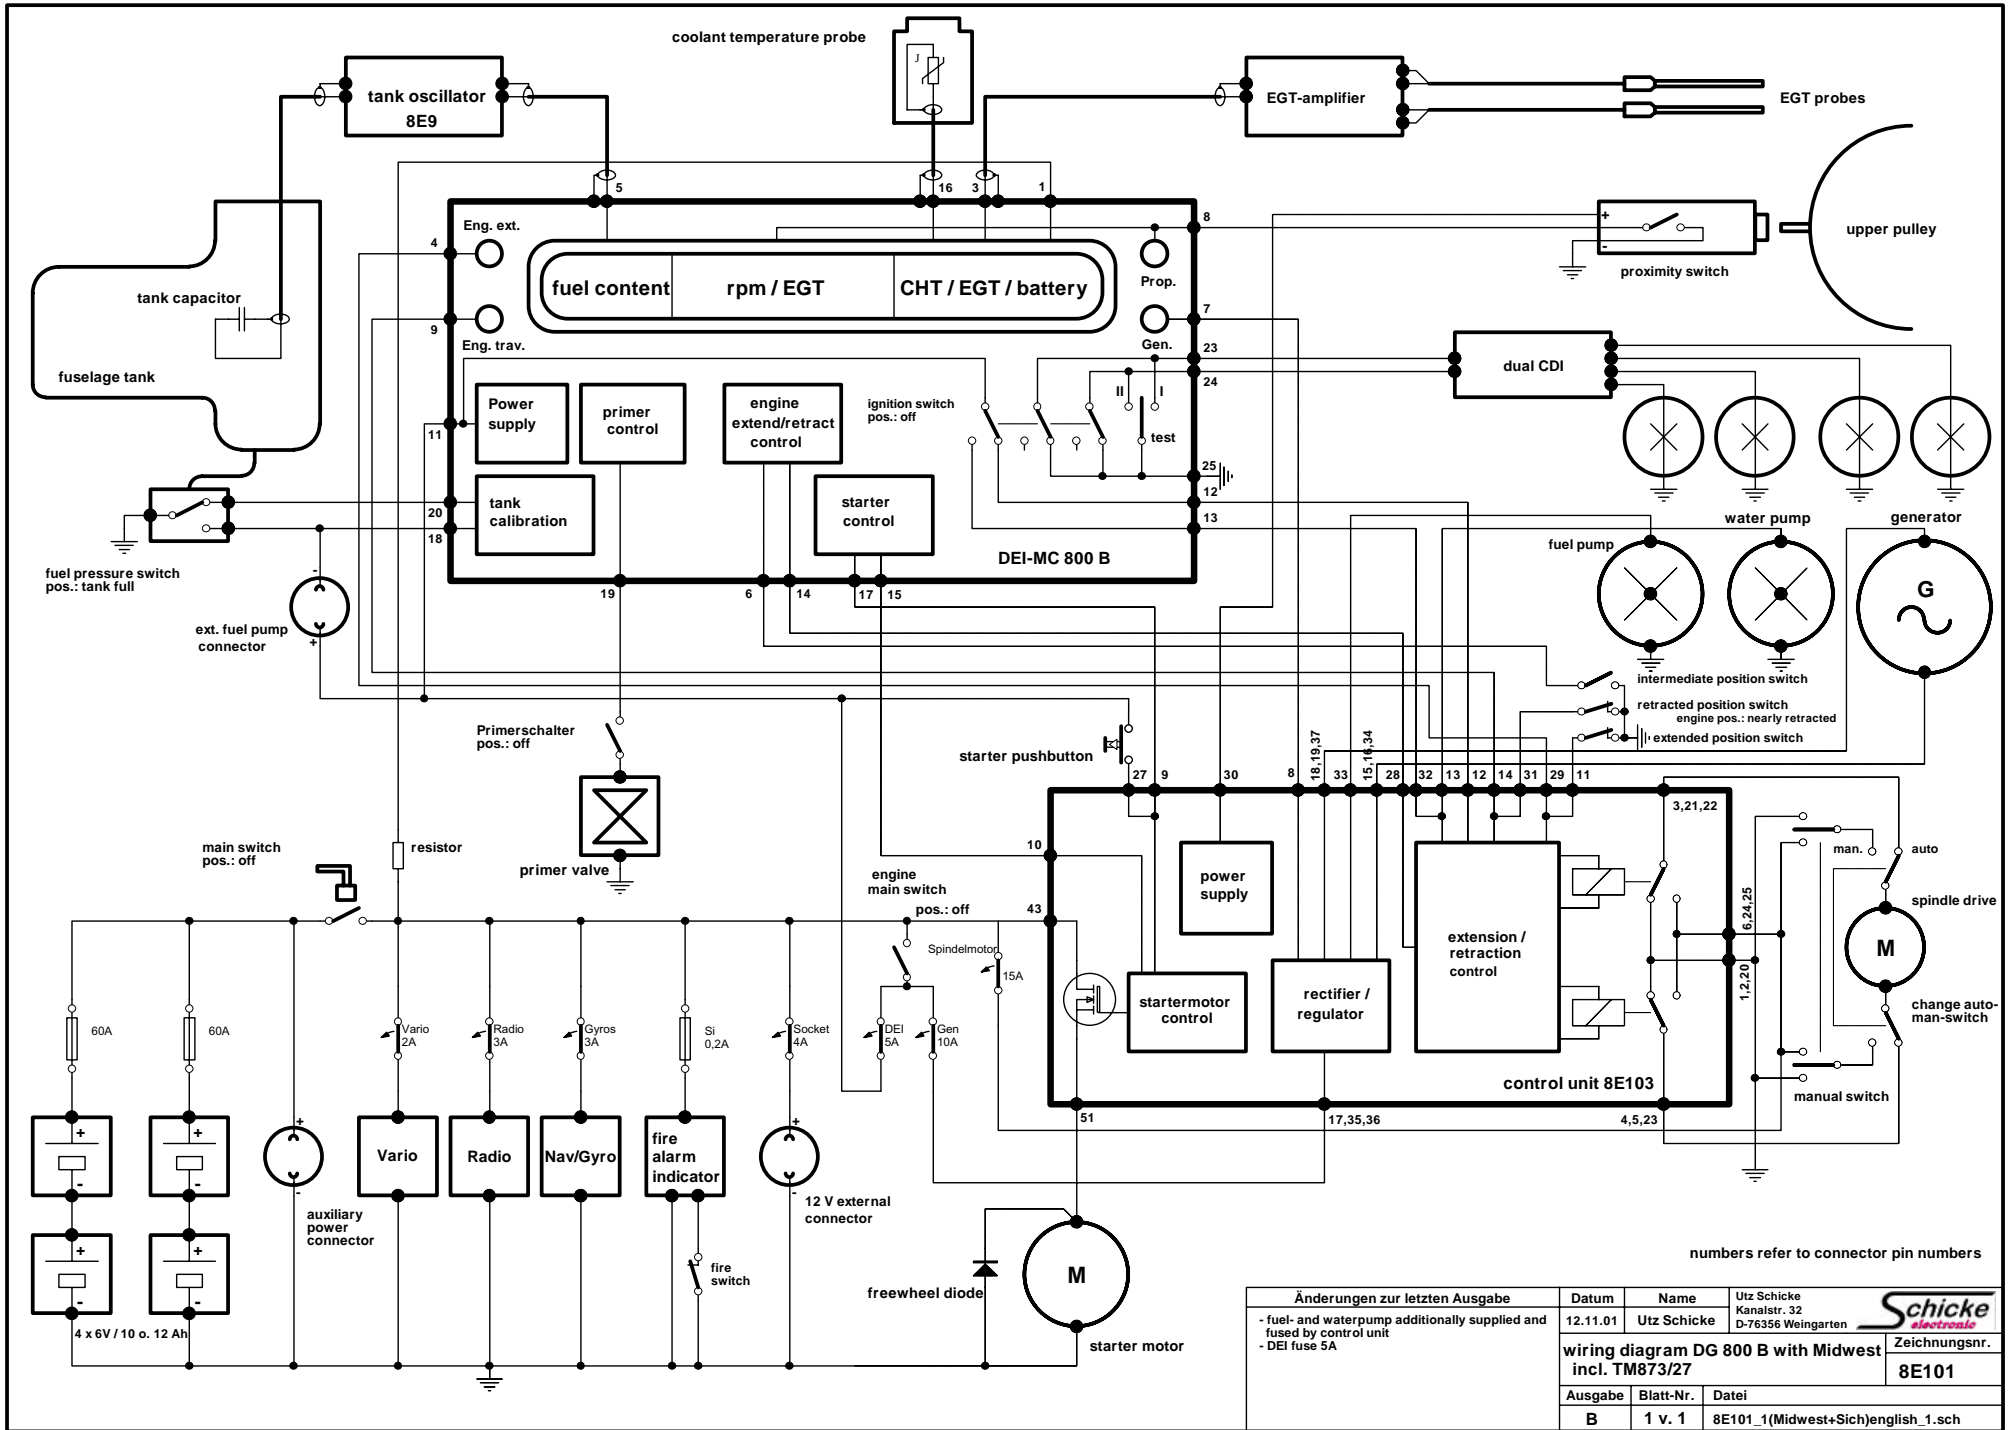 coolant temperature probe
J
tank oscillator
8E9
EGT-amplifier
EGT probes
5
16
3
1
8
4
Eng. ext.
+
-
upper pulley
proximity switch
fuel content
rpm / EGT
CHT / EGT / battery
Prop.
tank capacitor
9
Eng. trav.
7
Gen.
23
24
dual CDI
fuselage tank
Power
supply
primer
control
engine
extend/retract
control
ignition switch
pos.: off
II
I
test
11
25
12
13
20
18
tank
calibration
starter
control
DEI-MC 800 B
fuel pressure switch
pos.: tank full
19
6
14
17
15
fuel pump
water pump
generator
G
-
+
ext. fuel pump
connector
intermediate position switch
retracted position switch
engine pos.: nearly retracted
extended position switch
Primerschalter
pos.: off
starter pushbutton
27
9
30
8
18,19,37
33
15,16,34
28
32
13
12
14
31
29
11
3,21,22
main switch
pos.: off
resistor
primer valve
engine
main switch
pos.: off
10
43
power
supply
man.
auto
spindle drive
M
6,24,25
1,2,20
extension /
retraction
control
Spindelmotor
15A
startermotor
control
rectifier /
regulator
change auto-
man-switch
60A
60A
Vario
2A
Radio
3A
Gyros
3A
Si
0,2A
Socket
4A
DEI
5A
Gen
10A
control unit 8E103
manual switch
51
17,35,36
4,5,23
+
-
+
-
+
-
+
-
+
-
+
-
Vario
Radio
Nav/Gyro
fire
alarm
indicator
auxiliary
power
connector
12 V external
connector
fire
switch
freewheel diode
M
starter motor
4 x 6V / 10 o. 12 Ah
numbers refer to connector pin numbers
Änderungen zur letzten Ausgabe
- fuel- and waterpump additionally supplied and
fused by control unit
- DEI fuse 5A
Datum
Name
12.11.01
Utz Schicke
Utz Schicke
Kanalstr. 32
D-76356 Weingarten
Schicke
electronic
wiring diagram DG 800 B with Midwest
incl. TM873/27
Zeichnungsnr.
8E101
Ausgabe
Blatt-Nr.
Datei
B
1 v. 1
8E101_1(Midwest+Sich)english_1.sch